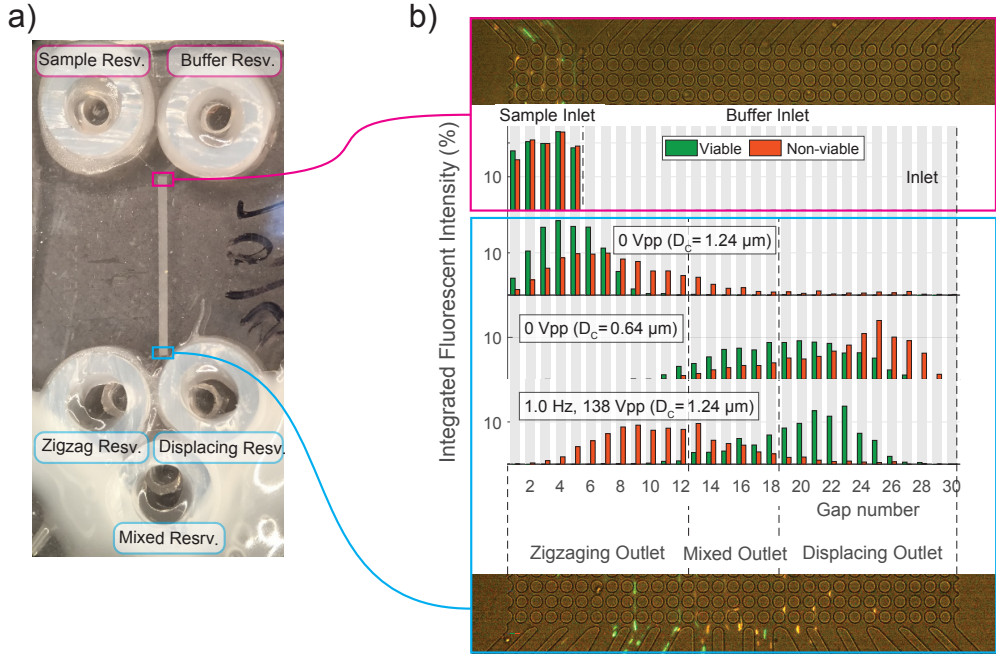 a)
Sample Resv.
Buffer Resv.
Zigzag Resv.
Displacing Resv.
Mixed Resrv.
b)
Sample Inlet
Buffer Inlet
Integrated Fluorescent Intensity (%)
Viable
Non-viable
10
Inlet
10
0 Vpp (D_C= 1.24 µm)
10
0 Vpp (D_C= 0.64 µm)
10
1.0 Hz, 138 Vpp (D_C= 1.24 µm)
2 4 6 8 10 12 14 16 18 20 22 24 26 28 30
Gap number
Zigzaging Outlet
Mixed Outlet
Displacing Outlet